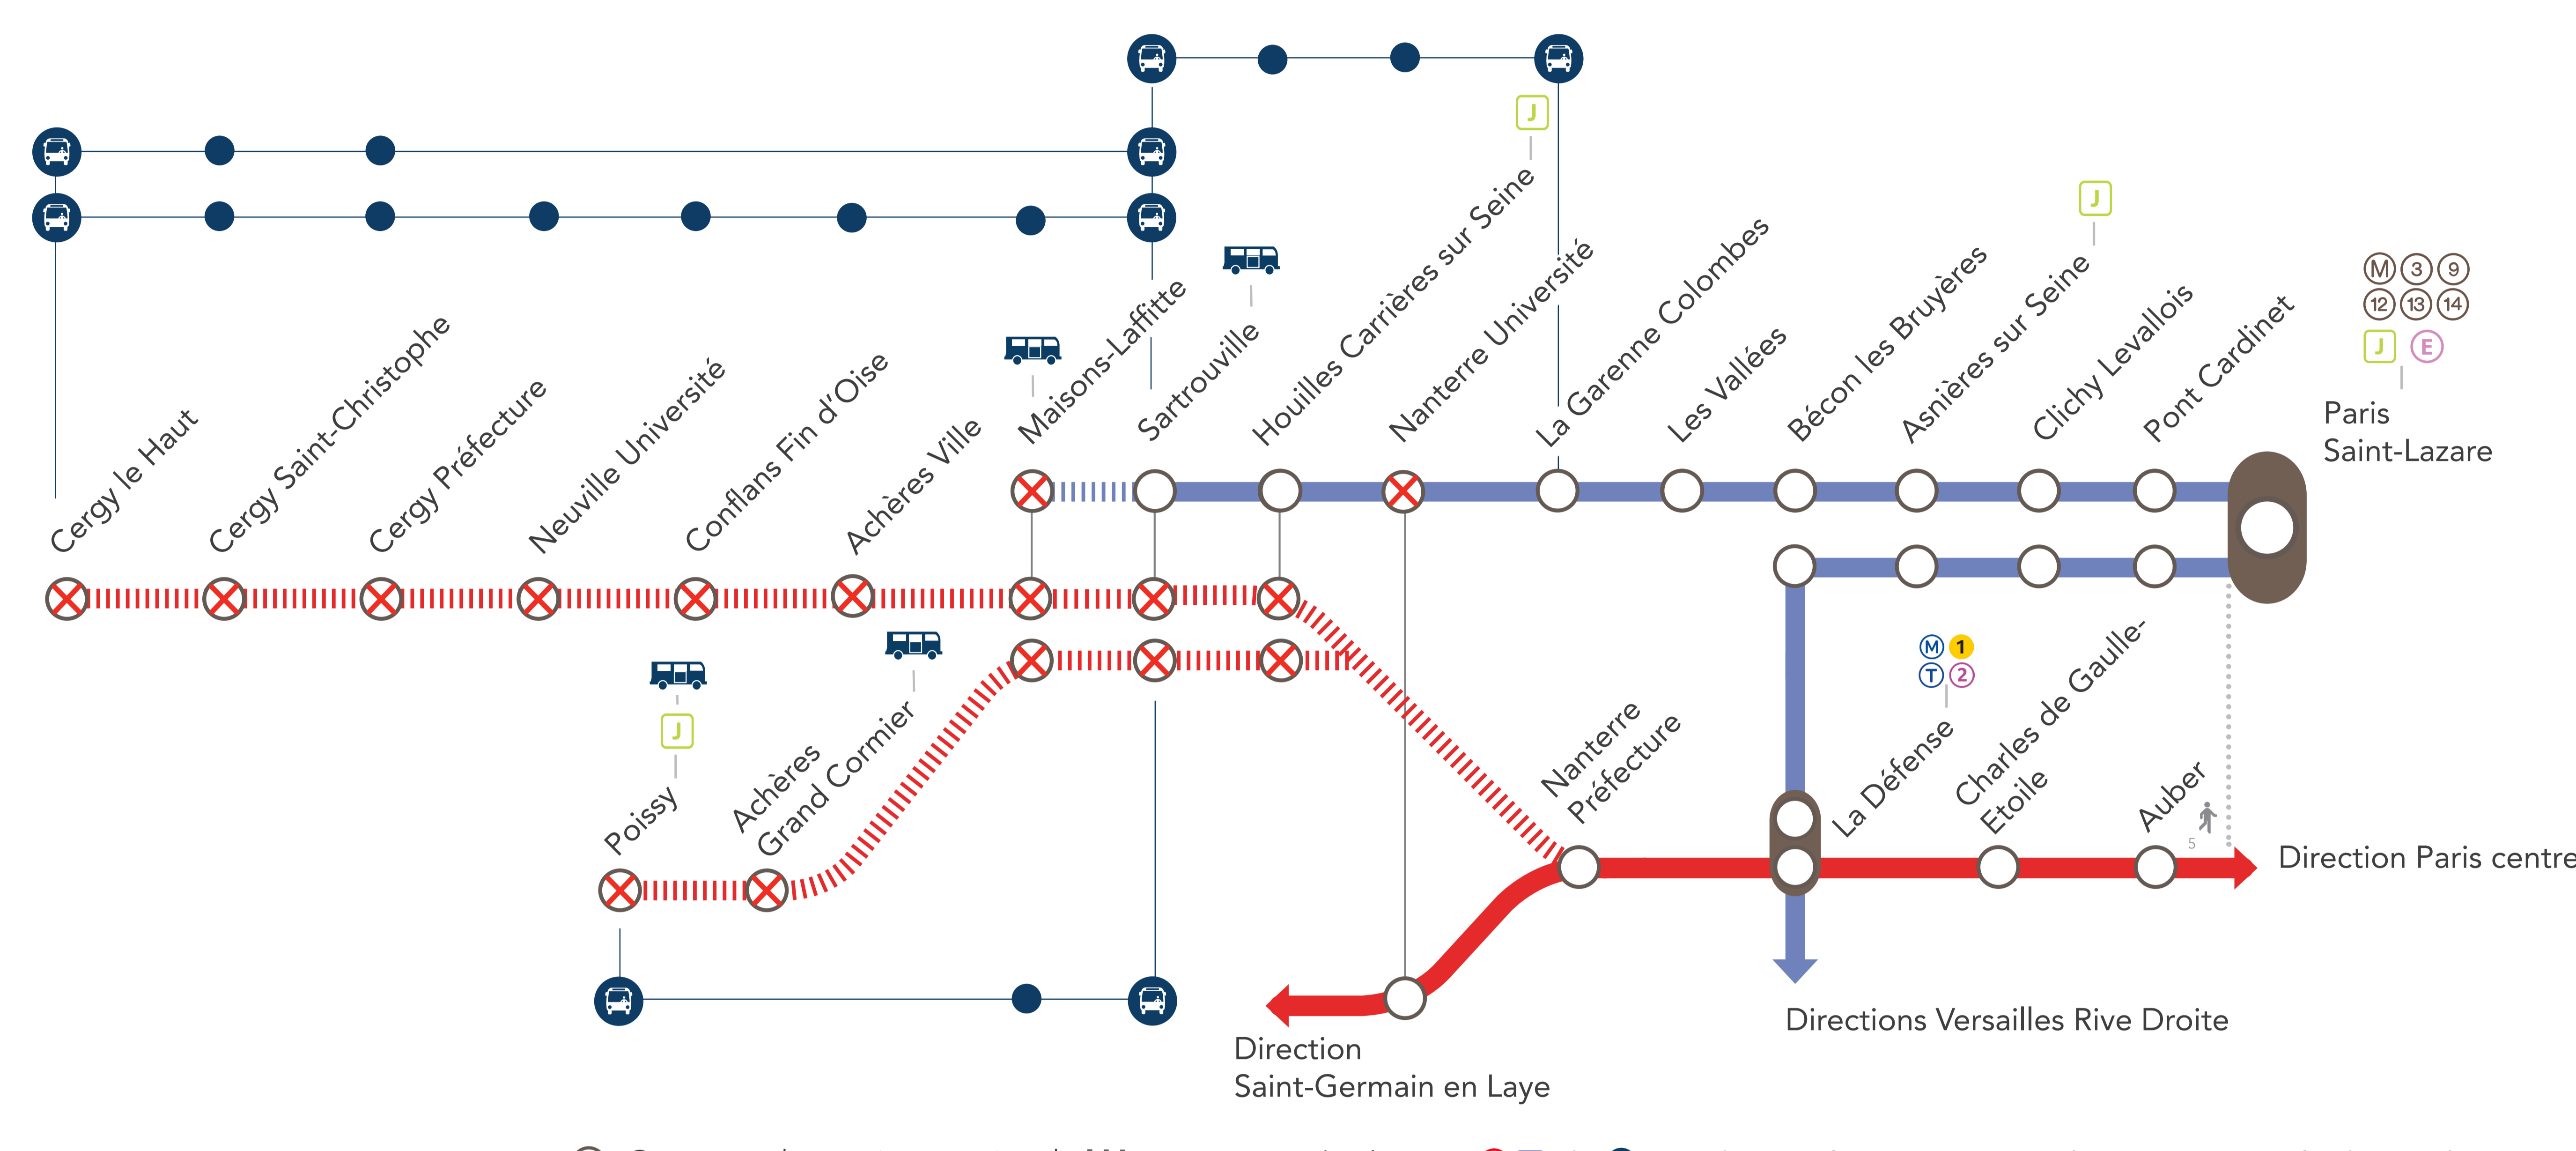 J
J
Cergy le Haut
Cergy Saint-Christophe
Cergy Préfecture
Neuville Université
Conflans Fin d'Oise
Achères Ville
Maisons-Laffitte
Sartrouville
Houilles Carrières sur Seine
Nanterre Université
La Garenne Colombes
Les Vallées
Bécon les Bruyères
Asnières sur Seine
Clichy Levallois
Pont Cardinet
M 3 9
12 13 14
J E
Paris
Saint-Lazare
J
Poissy
Achères
Grand Cormier
Nanterre
Préfecture
M 1
T 2
La Défense
Charles de Gaulle-
Etoile
Auber
5
Direction Paris centre
Directions Versailles Rive Droite
Direction
Saint-Germain en Laye